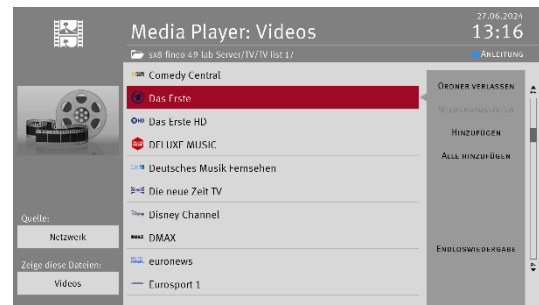 27.06.2024
Media Player: Videos
13:16
sx8 finco 49 lab Server/TV/TV list 1/
ANLEITUNG
Comedy Central
Das Erste
Das Erste HD
DELUXE MUSIC
Deutsches Musik Fernsehen
Die neue Zeit TV
Disney Channel
DMAX
euronews
Eurosport 1
ORDNER VERLASSEN
WIEDERGABELISTEN
HINZUFÜGEN
ALLE HINZUFÜGEN
ENDLOSWIEDERGABE
Quelle:
Netzwerk
Zeige diese Dateien:
Videos